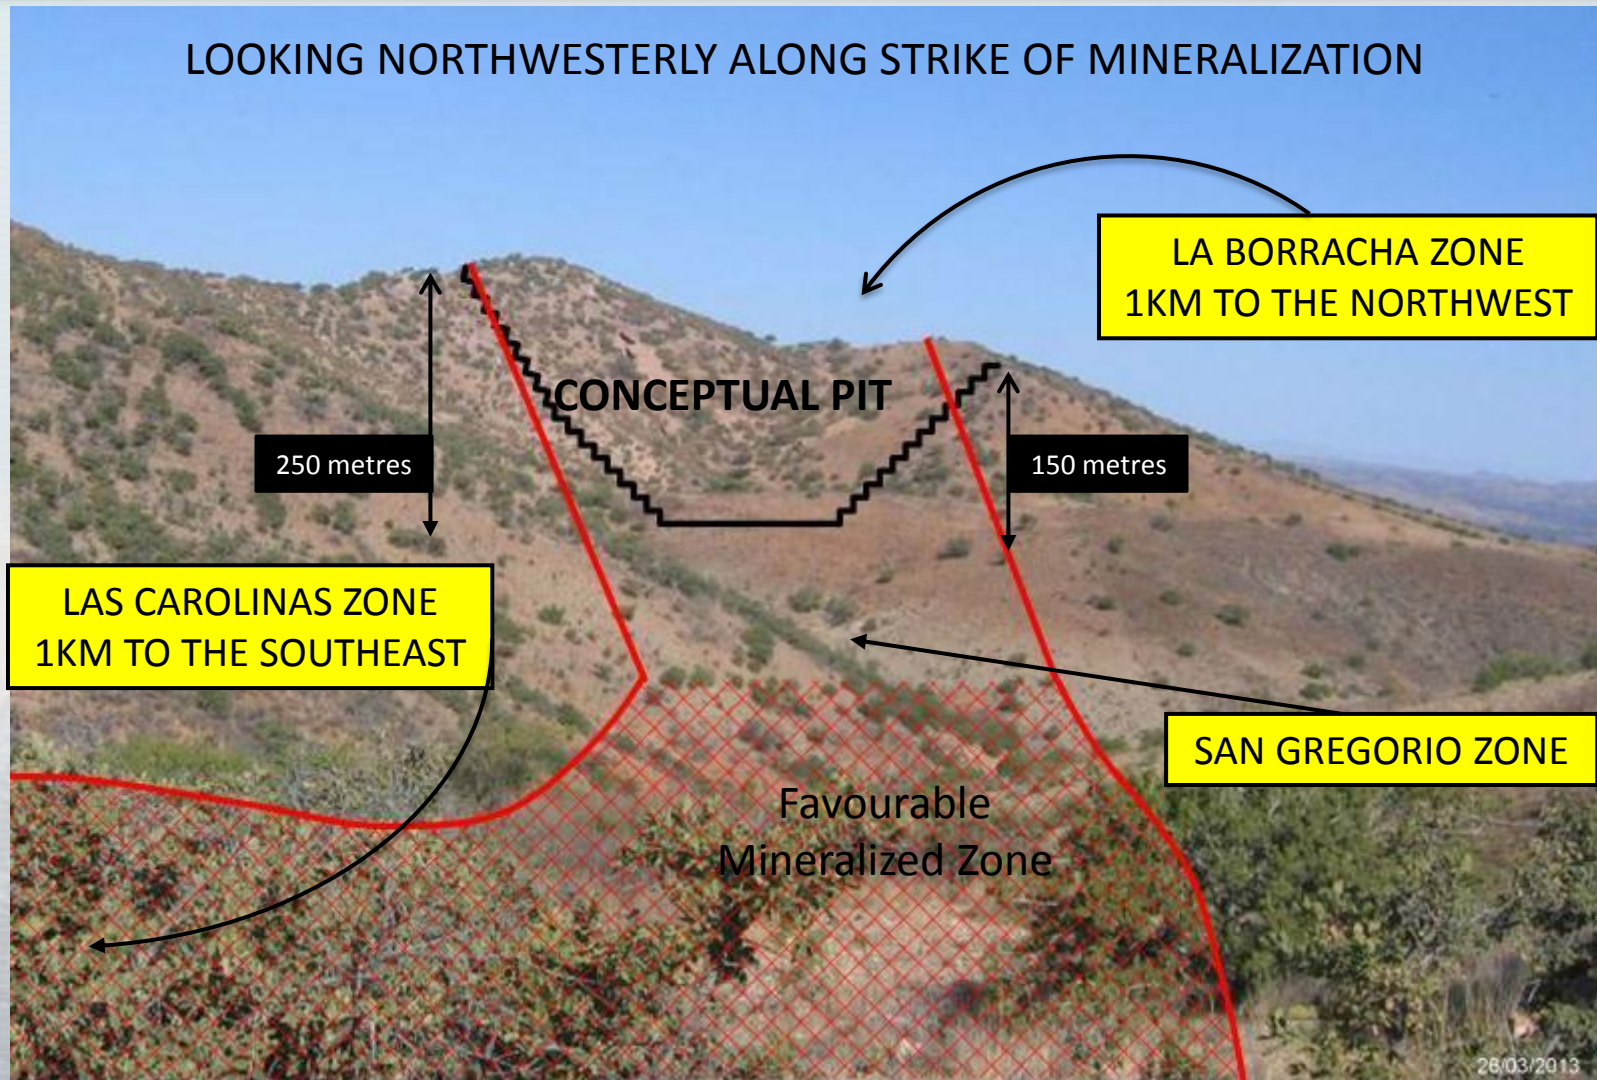 LOOKING NORTHWESTERLY ALONG STRIKE OF MINERALIZATION
LA BORRACHA ZONE
1KM TO THE NORTHWEST
CONCEPTUAL PIT
250 metres
150 metres
LAS CAROLINAS ZONE
1KM TO THE SOUTHEAST
SAN GREGORIO ZONE
Favourable
Mineralized Zone
26/03/2013